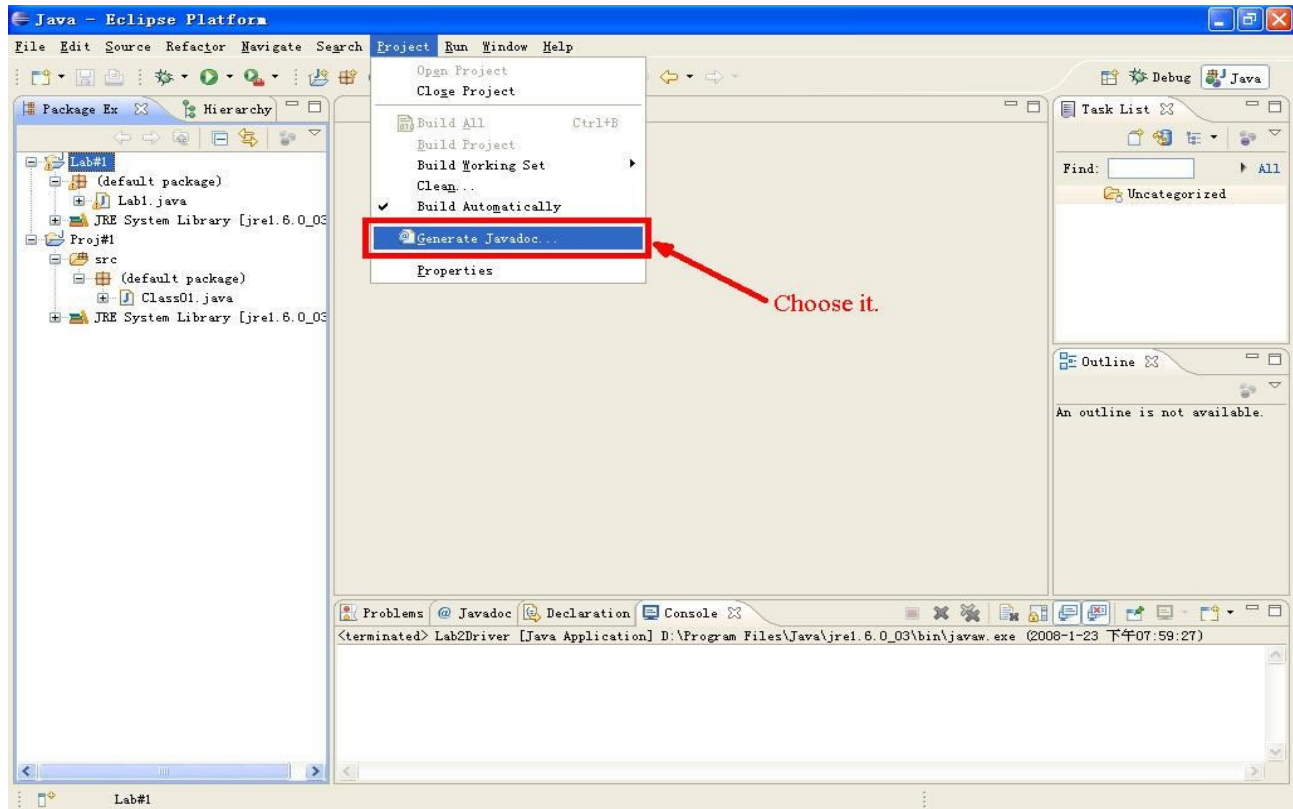 Java - Eclipse Platform
File Edit Source Refactor Navigate Search Project Run Window Help
Debug Java
Package Ex Hierarchy
Lab#1
(default package)
Lab1.java
JRE System Library [jre1.6.0_03
Proj#1
src
(default package)
Class01.java
JRE System Library [jre1.6.0_03
Open Project
Close Project
Build All Ctrl+B
Build Project
Build Working Set
Clean...
Build Automatically
Generate Javadoc...
Properties
Choose it.
Task List
Find: All
Uncategorized
Outline
An outline is not available.
Problems @ Javadoc Declaration Console
<terminated> Lab2Driver [Java Application] D:\Program Files\Java\jre1.6.0_03\bin\javaw.exe (2008-1-23 下午07:59:27)
Lab#1